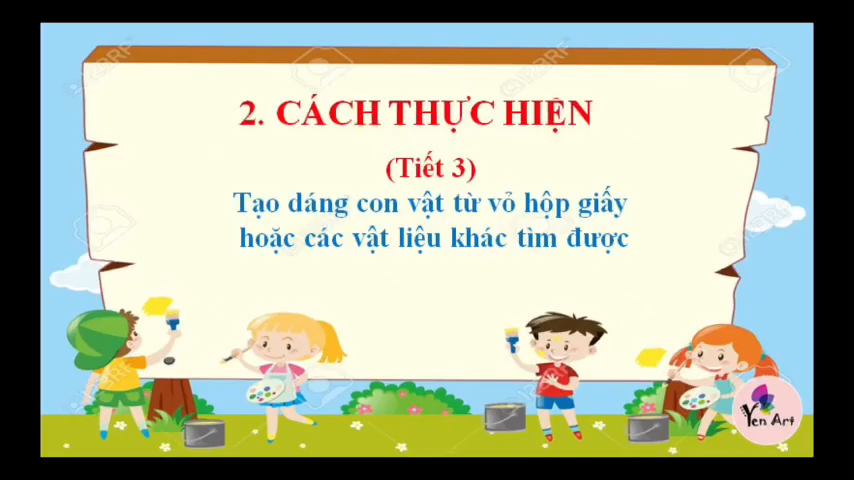 2. CÁCH THỰC HIỆN
(Tiết 3)
Tạo dáng con vật từ vỏ hộp giấy
hoặc các vật liệu khác tìm được
Yen Art